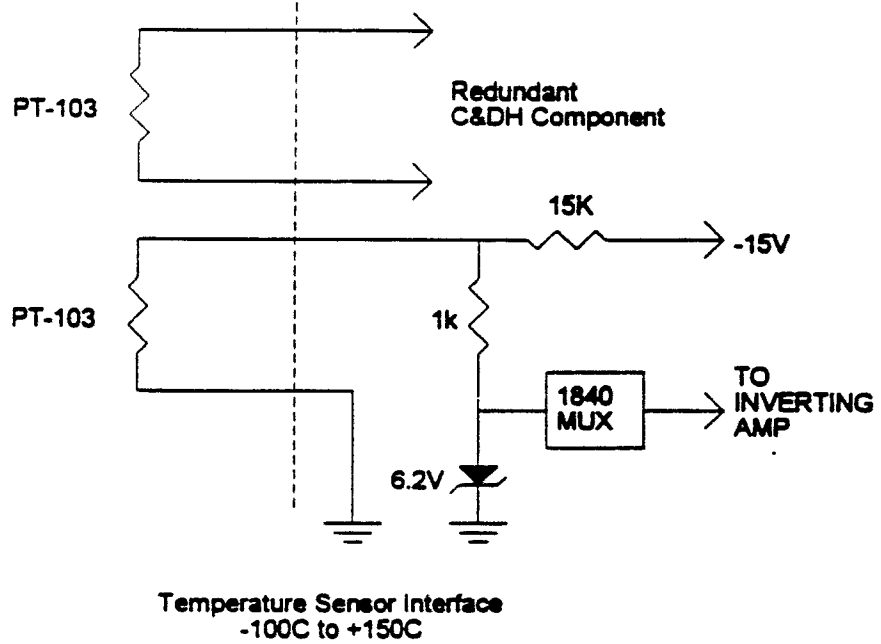 PT-103
Redundant
C&DH Component
15K
-15V
PT-103
1k
1840
MUX
TO
INVERTING
AMP
6.2V
Temperature Sensor Interface
-100C to +150C